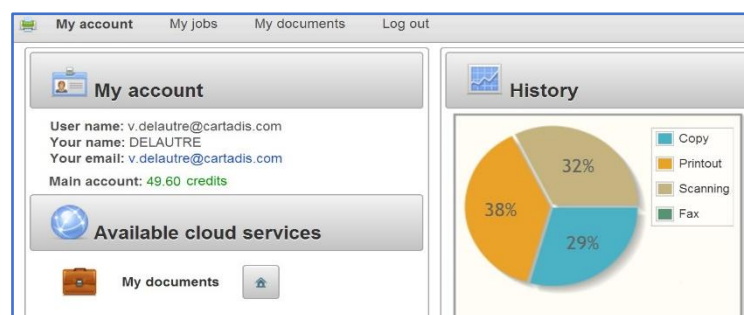 My account My jobs My documents Log out
My account
User name: v.delautre@cartadis.com
Your name: DELAUTRE
Your email: v.delautre@cartadis.com
Main account: 49.60 credits
Available cloud services
My documents
History
32%
38%
29%
Copy
Printout
Scanning
Fax